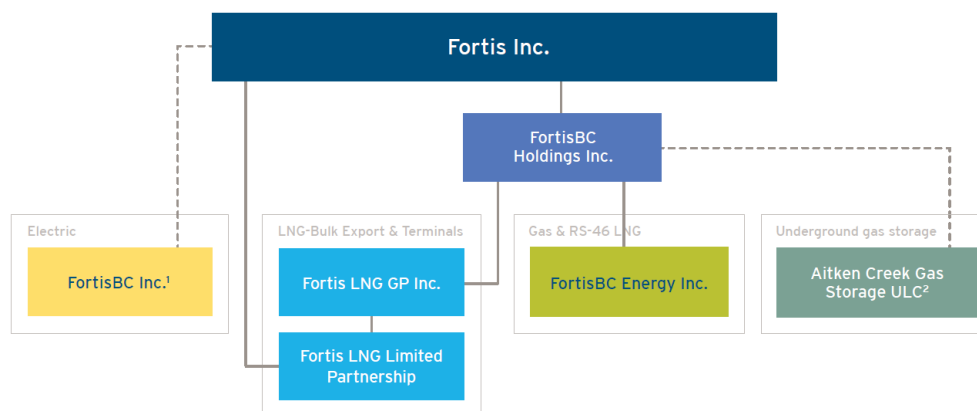 Fortis Inc.
FortisBC
Holdings Inc.
Electric
FortisBC Inc.¹
LNG-Bulk Export & Terminals
Fortis LNG GP Inc.
Fortis LNG Limited
Partnership
Gas & RS-46 LNG
FortisBC Energy Inc.
Underground gas storage
Aitken Creek Gas
Storage ULC²